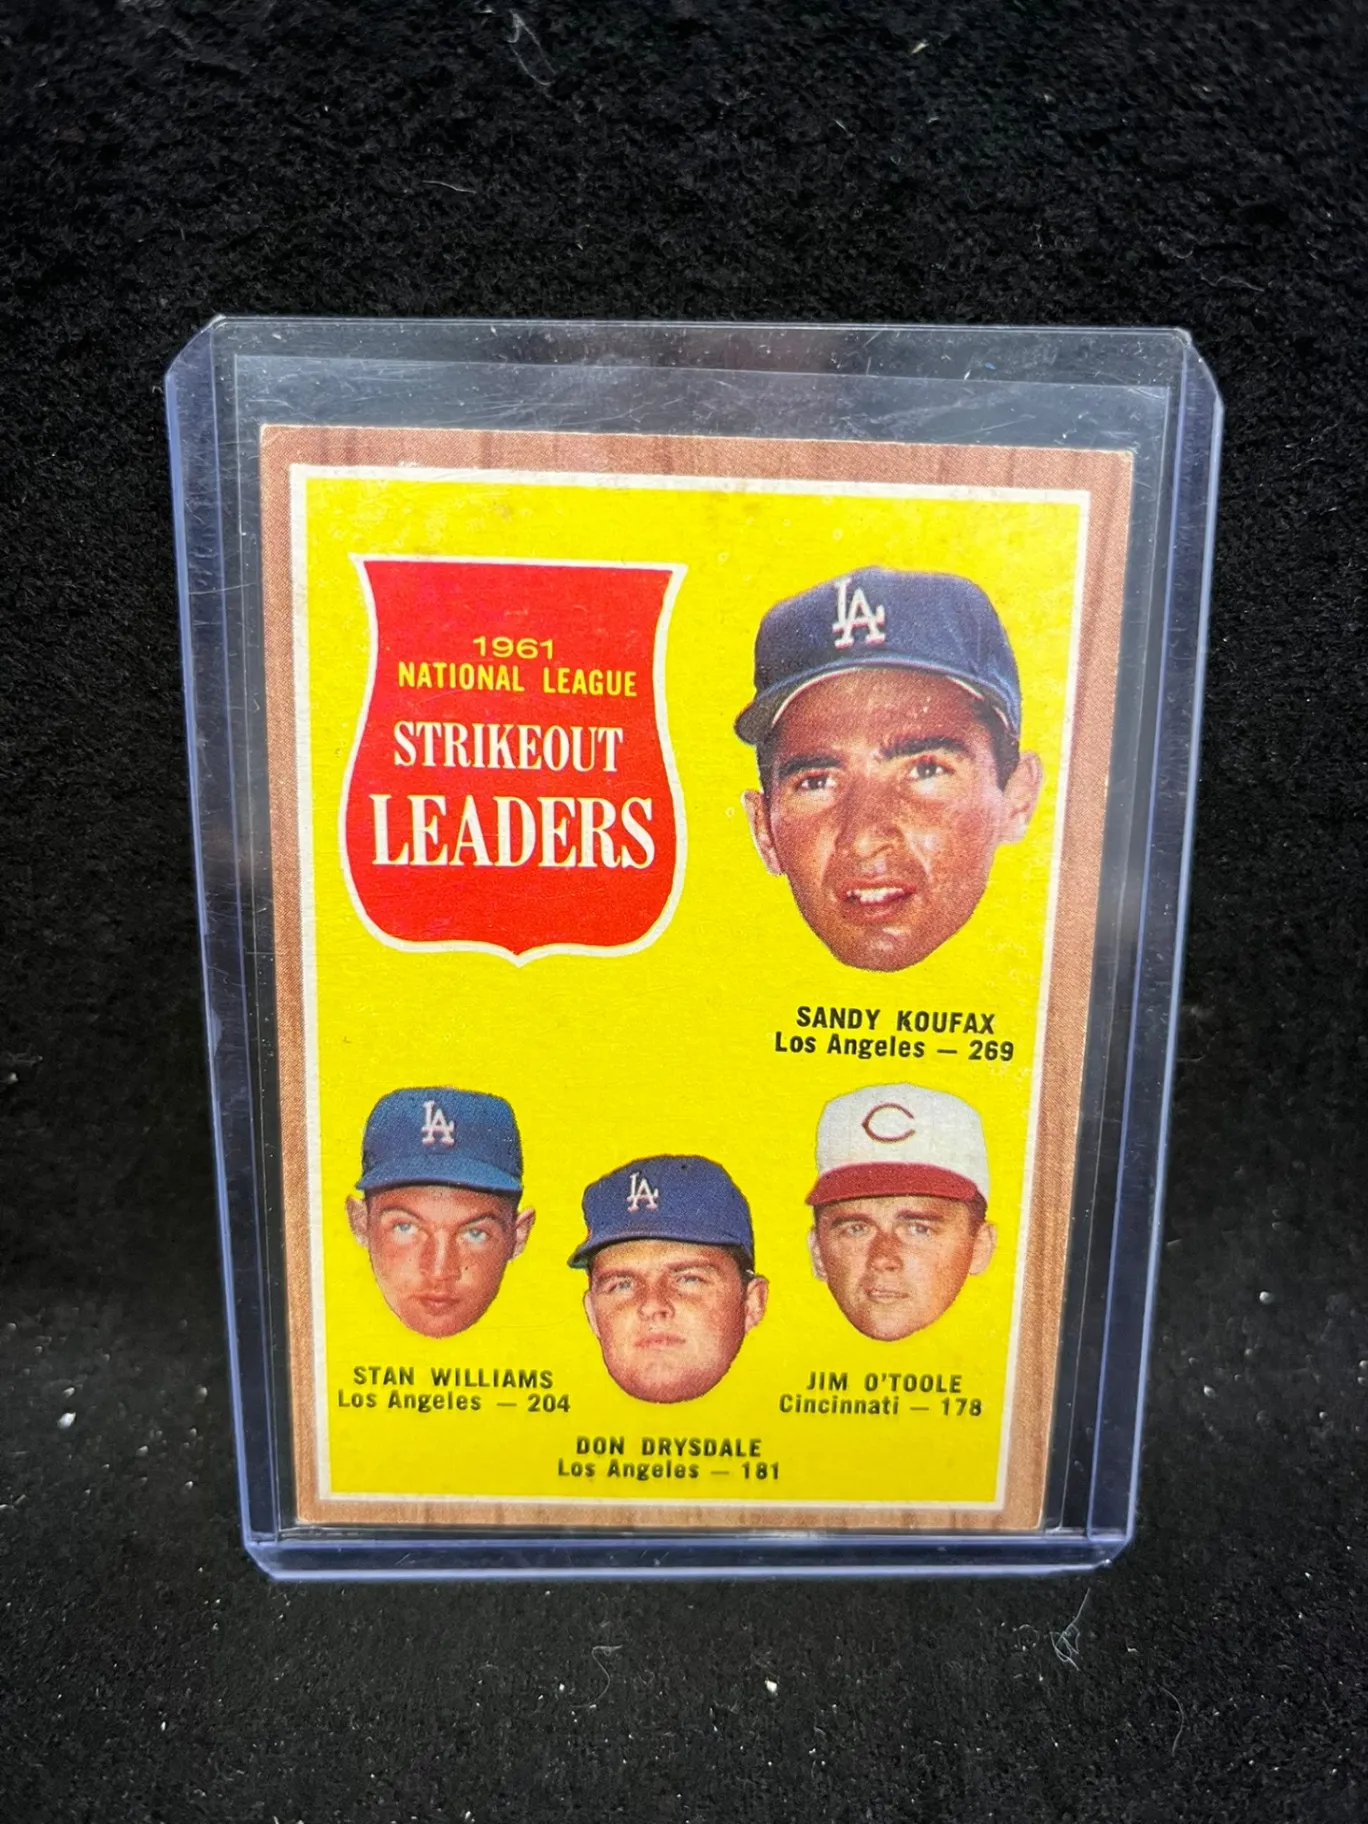 1961
NATIONAL LEAGUE
STRIKEOUT
LEADERS
LA
SANDY KOUFAX
Los Angeles — 269
LA
LA
C
STAN WILLIAMS
Los Angeles — 204
JIM O'TOOLE
Cincinnati — 178
DON DRYSDALE
Los Angeles — 181